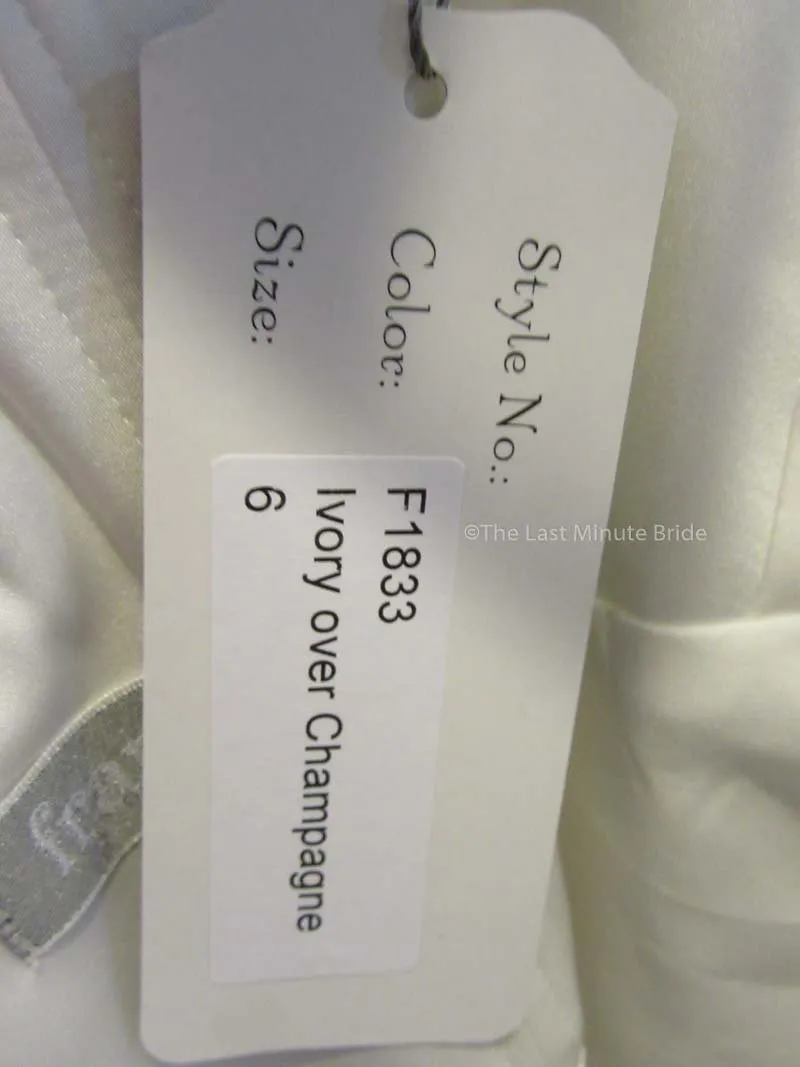 Style No.:
Color:
Size:
F1833
Ivory over Champagne
6
©The Last Minute Bride